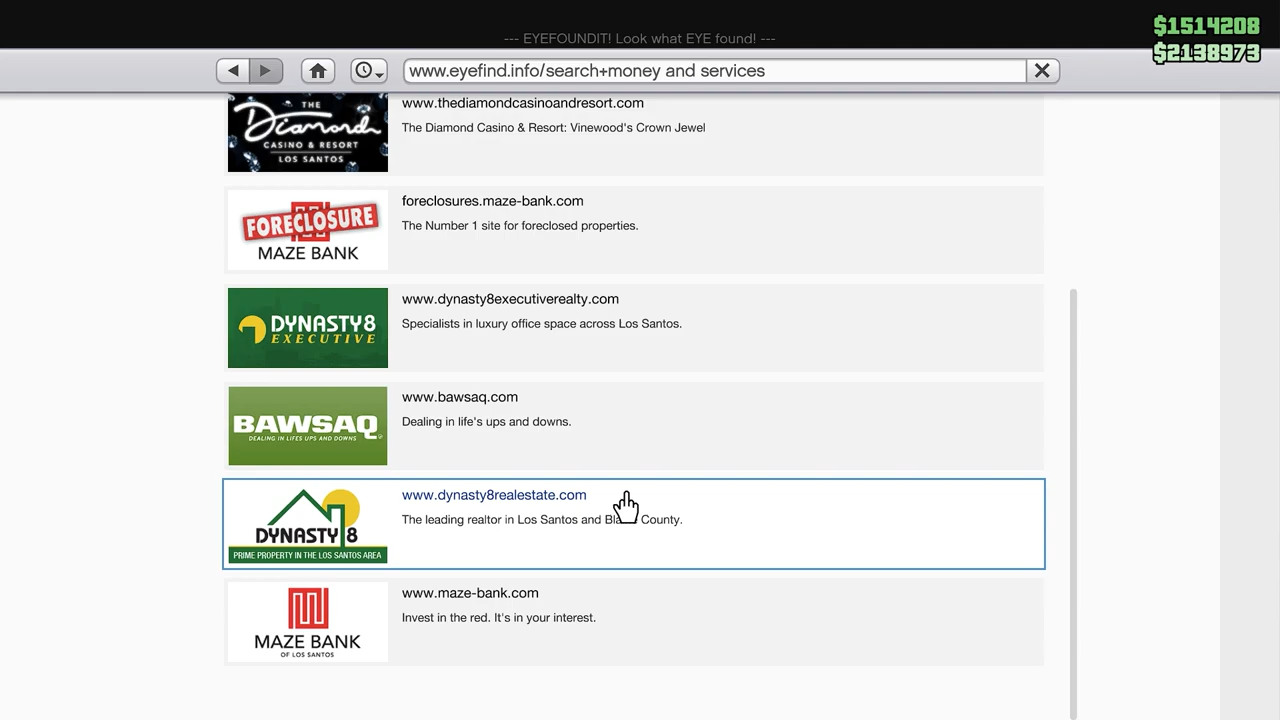 $1514208
--- EYEFOUNDIT! Look what EYE found! ---
$2138973
www.eyefind.info/search+money and services
THE
Diamond
CASINO & RESORT
LOS SANTOS
www.thediamondcasinoandresort.com
The Diamond Casino & Resort: Vinewood's Crown Jewel
FORECLOSURE
MAZE BANK
foreclosures.maze-bank.com
The Number 1 site for foreclosed properties.
DYNASTY 8
EXECUTIVE
www.dynasty8executiverealty.com
Specialists in luxury office space across Los Santos.
BAWSAQ
DEALING IN LIFES UPS AND DOWNS
www.bawsaq.com
Dealing in life's ups and downs.
DYNASTY 8
PRIME PROPERTY IN THE LOS SANTOS AREA
www.dynasty8realestate.com
The leading realtor in Los Santos and County.
MAZE BANK
OF LOS SANTOS
www.maze-bank.com
Invest in the red. It's in your interest.